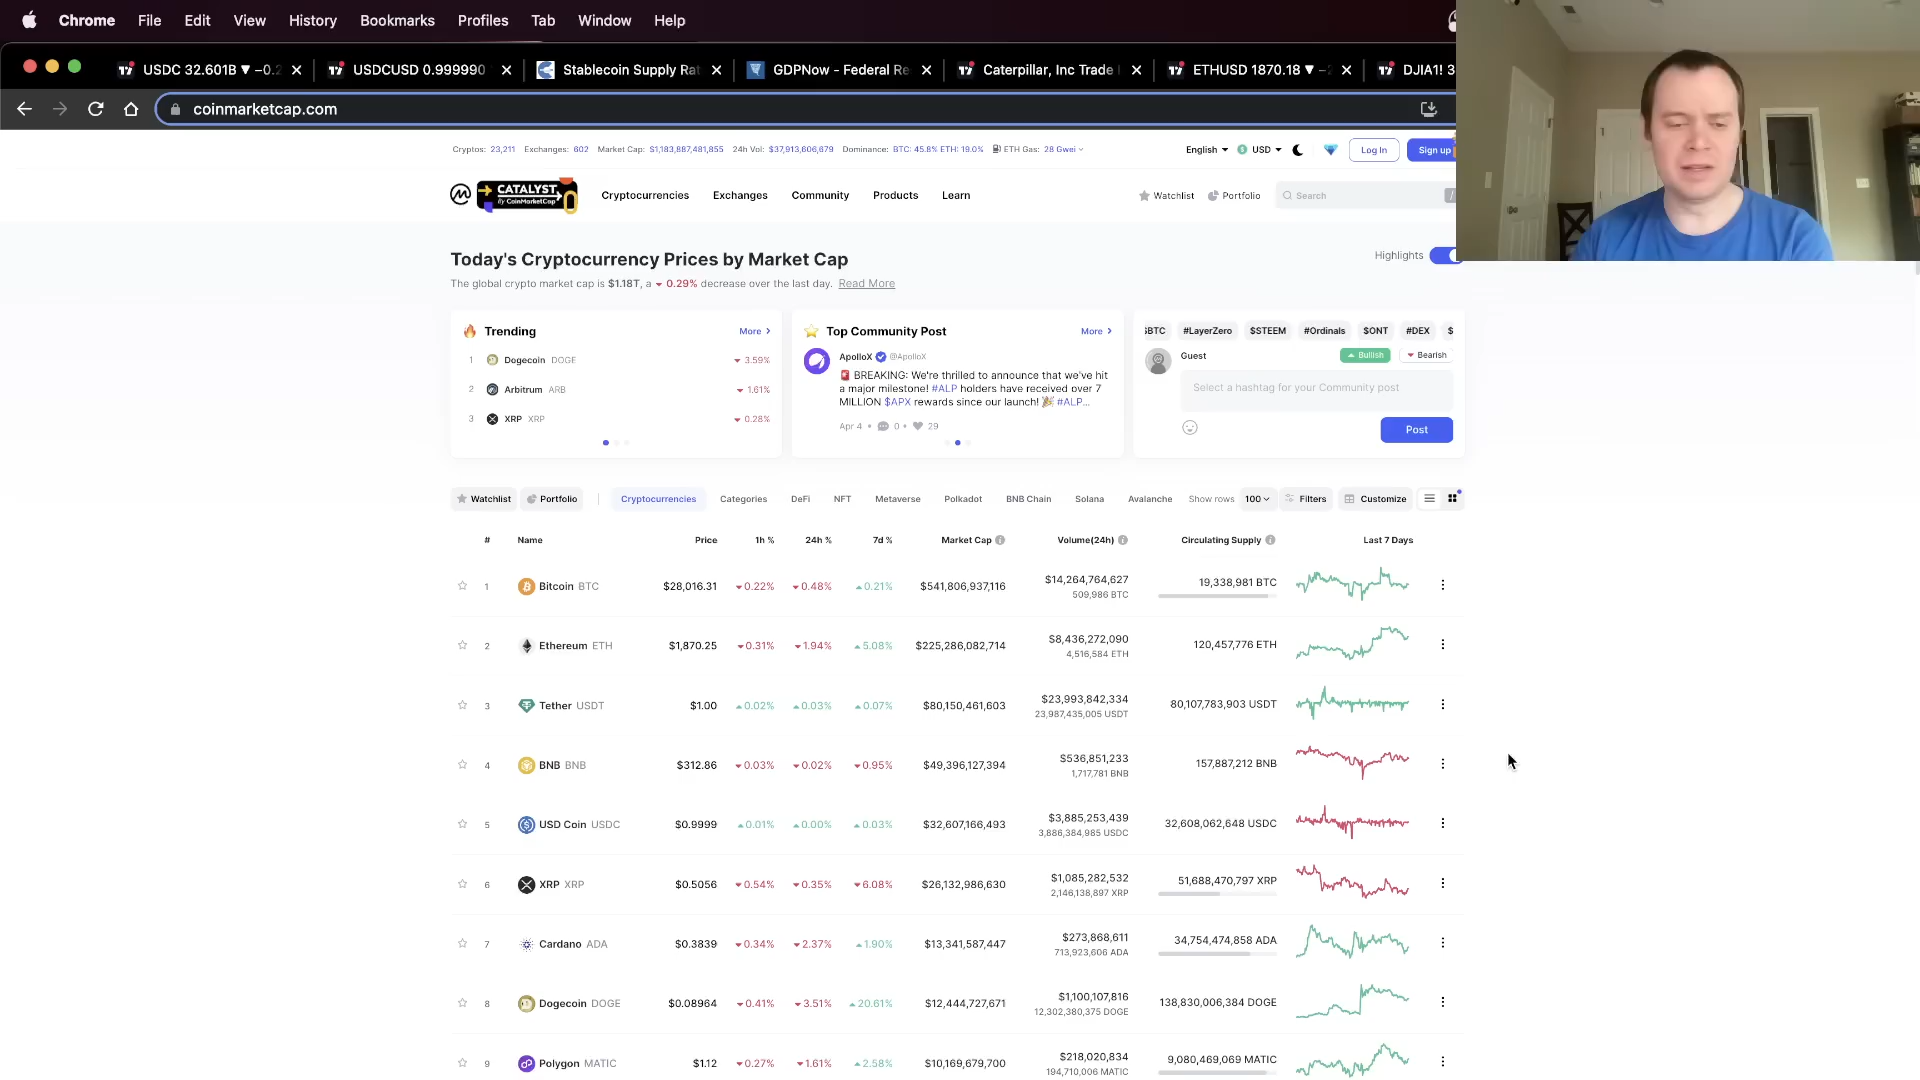 Chrome File Edit View History Bookmarks Profiles Tab Window Help
USDC 32.601B ▼ −0.2 USDCUSD 0.999990 Stablecoin Supply Rat GDPNow - Federal Re Caterpillar, Inc Trade ETHUSD 1870.18 ▼ −2 DJIA1! 3
coinmarketcap.com
Cryptos: 23,211 Exchanges: 602 Market Cap: $1,183,887,481,855 24h Vol: $37,913,606,679 Dominance: BTC: 45.8% ETH: 19.0% ETH Gas: 28 Gwei English USD Log In Sign up
CATALYST
By CoinMarketCap
Cryptocurrencies Exchanges Community Products Learn Watchlist Portfolio Search /
Today's Cryptocurrency Prices by Market Cap
Highlights
The global crypto market cap is $1.18T, a ▼ 0.29% decrease over the last day. Read More
Trending More
1 Dogecoin DOGE 3.59%
2 Arbitrum ARB 1.61%
3 XRP XRP 0.28%
Top Community Post More
ApolloX @ApolloX
BREAKING: We're thrilled to announce that we've hit
a major milestone! #ALP holders have received over 7
MILLION $APX rewards since our launch! #ALP...
Apr 4 • 0 • 29
$BTC #LayerZero $STEEM #Ordinals $ONT #DEX $
Guest Bullish Bearish
Select a hashtag for your Community post
Post
Watchlist Portfolio Cryptocurrencies Categories DeFi NFT Metaverse Polkadot BNB Chain Solana Avalanche Show rows 100 Filters Customize
# Name Price 1h % 24h % 7d % Market Cap Volume(24h) Circulating Supply Last 7 Days
1 Bitcoin BTC $28,016.31 0.22% 0.48% 0.21% $541,806,937,116 $14,264,764,627 19,338,981 BTC
509,986 BTC
2 Ethereum ETH $1,870.25 0.31% 1.94% 5.08% $225,286,082,714 $8,436,272,090 120,457,776 ETH
4,516,584 ETH
3 Tether USDT $1.00 0.02% 0.03% 0.07% $80,150,461,603 $23,993,842,334 80,107,783,903 USDT
23,987,435,005 USDT
4 BNB BNB $312.86 0.03% 0.02% 0.95% $49,396,127,394 $536,851,233 157,887,212 BNB
1,717,781 BNB
5 USD Coin USDC $0.9999 0.01% 0.00% 0.03% $32,607,166,493 $3,885,253,439 32,608,062,648 USDC
3,886,384,985 USDC
6 XRP XRP $0.5056 0.54% 0.35% 6.08% $26,132,986,630 $1,085,282,532 51,688,470,797 XRP
2,146,138,897 XRP
7 Cardano ADA $0.3839 0.34% 2.37% 1.90% $13,341,587,447 $273,868,611 34,754,474,858 ADA
713,923,606 ADA
8 Dogecoin DOGE $0.08964 0.41% 3.51% 20.61% $12,444,727,671 $1,100,107,816 138,830,006,384 DOGE
12,302,380,375 DOGE
9 Polygon MATIC $1.12 0.27% 1.61% 2.58% $10,169,679,700 $218,020,834 9,080,469,069 MATIC
194,710,006 MATIC